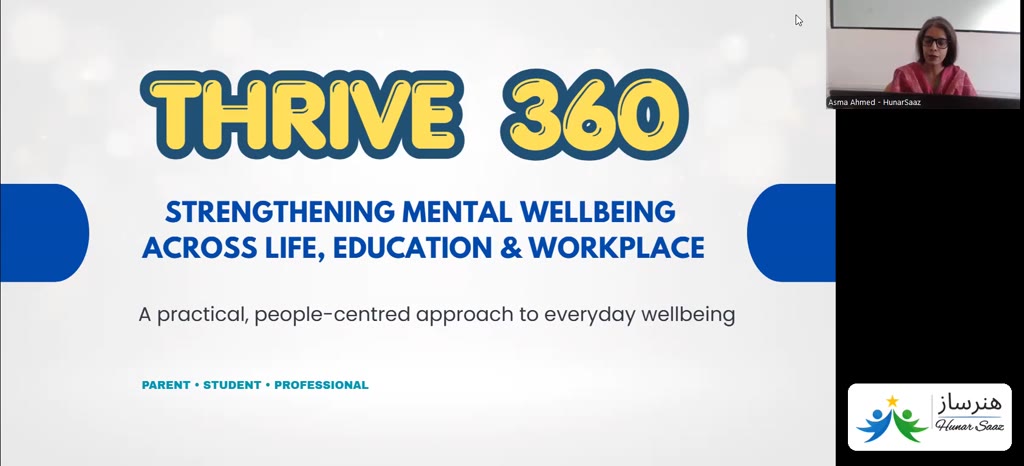 THRIVE 360
STRENGTHENING MENTAL WELLBEING
ACROSS LIFE, EDUCATION & WORKPLACE
A practical, people-centred approach to everyday wellbeing
PARENT • STUDENT • PROFESSIONAL
Asma Ahmed - HunarSaaz
هنرساز
Hunar Saaz